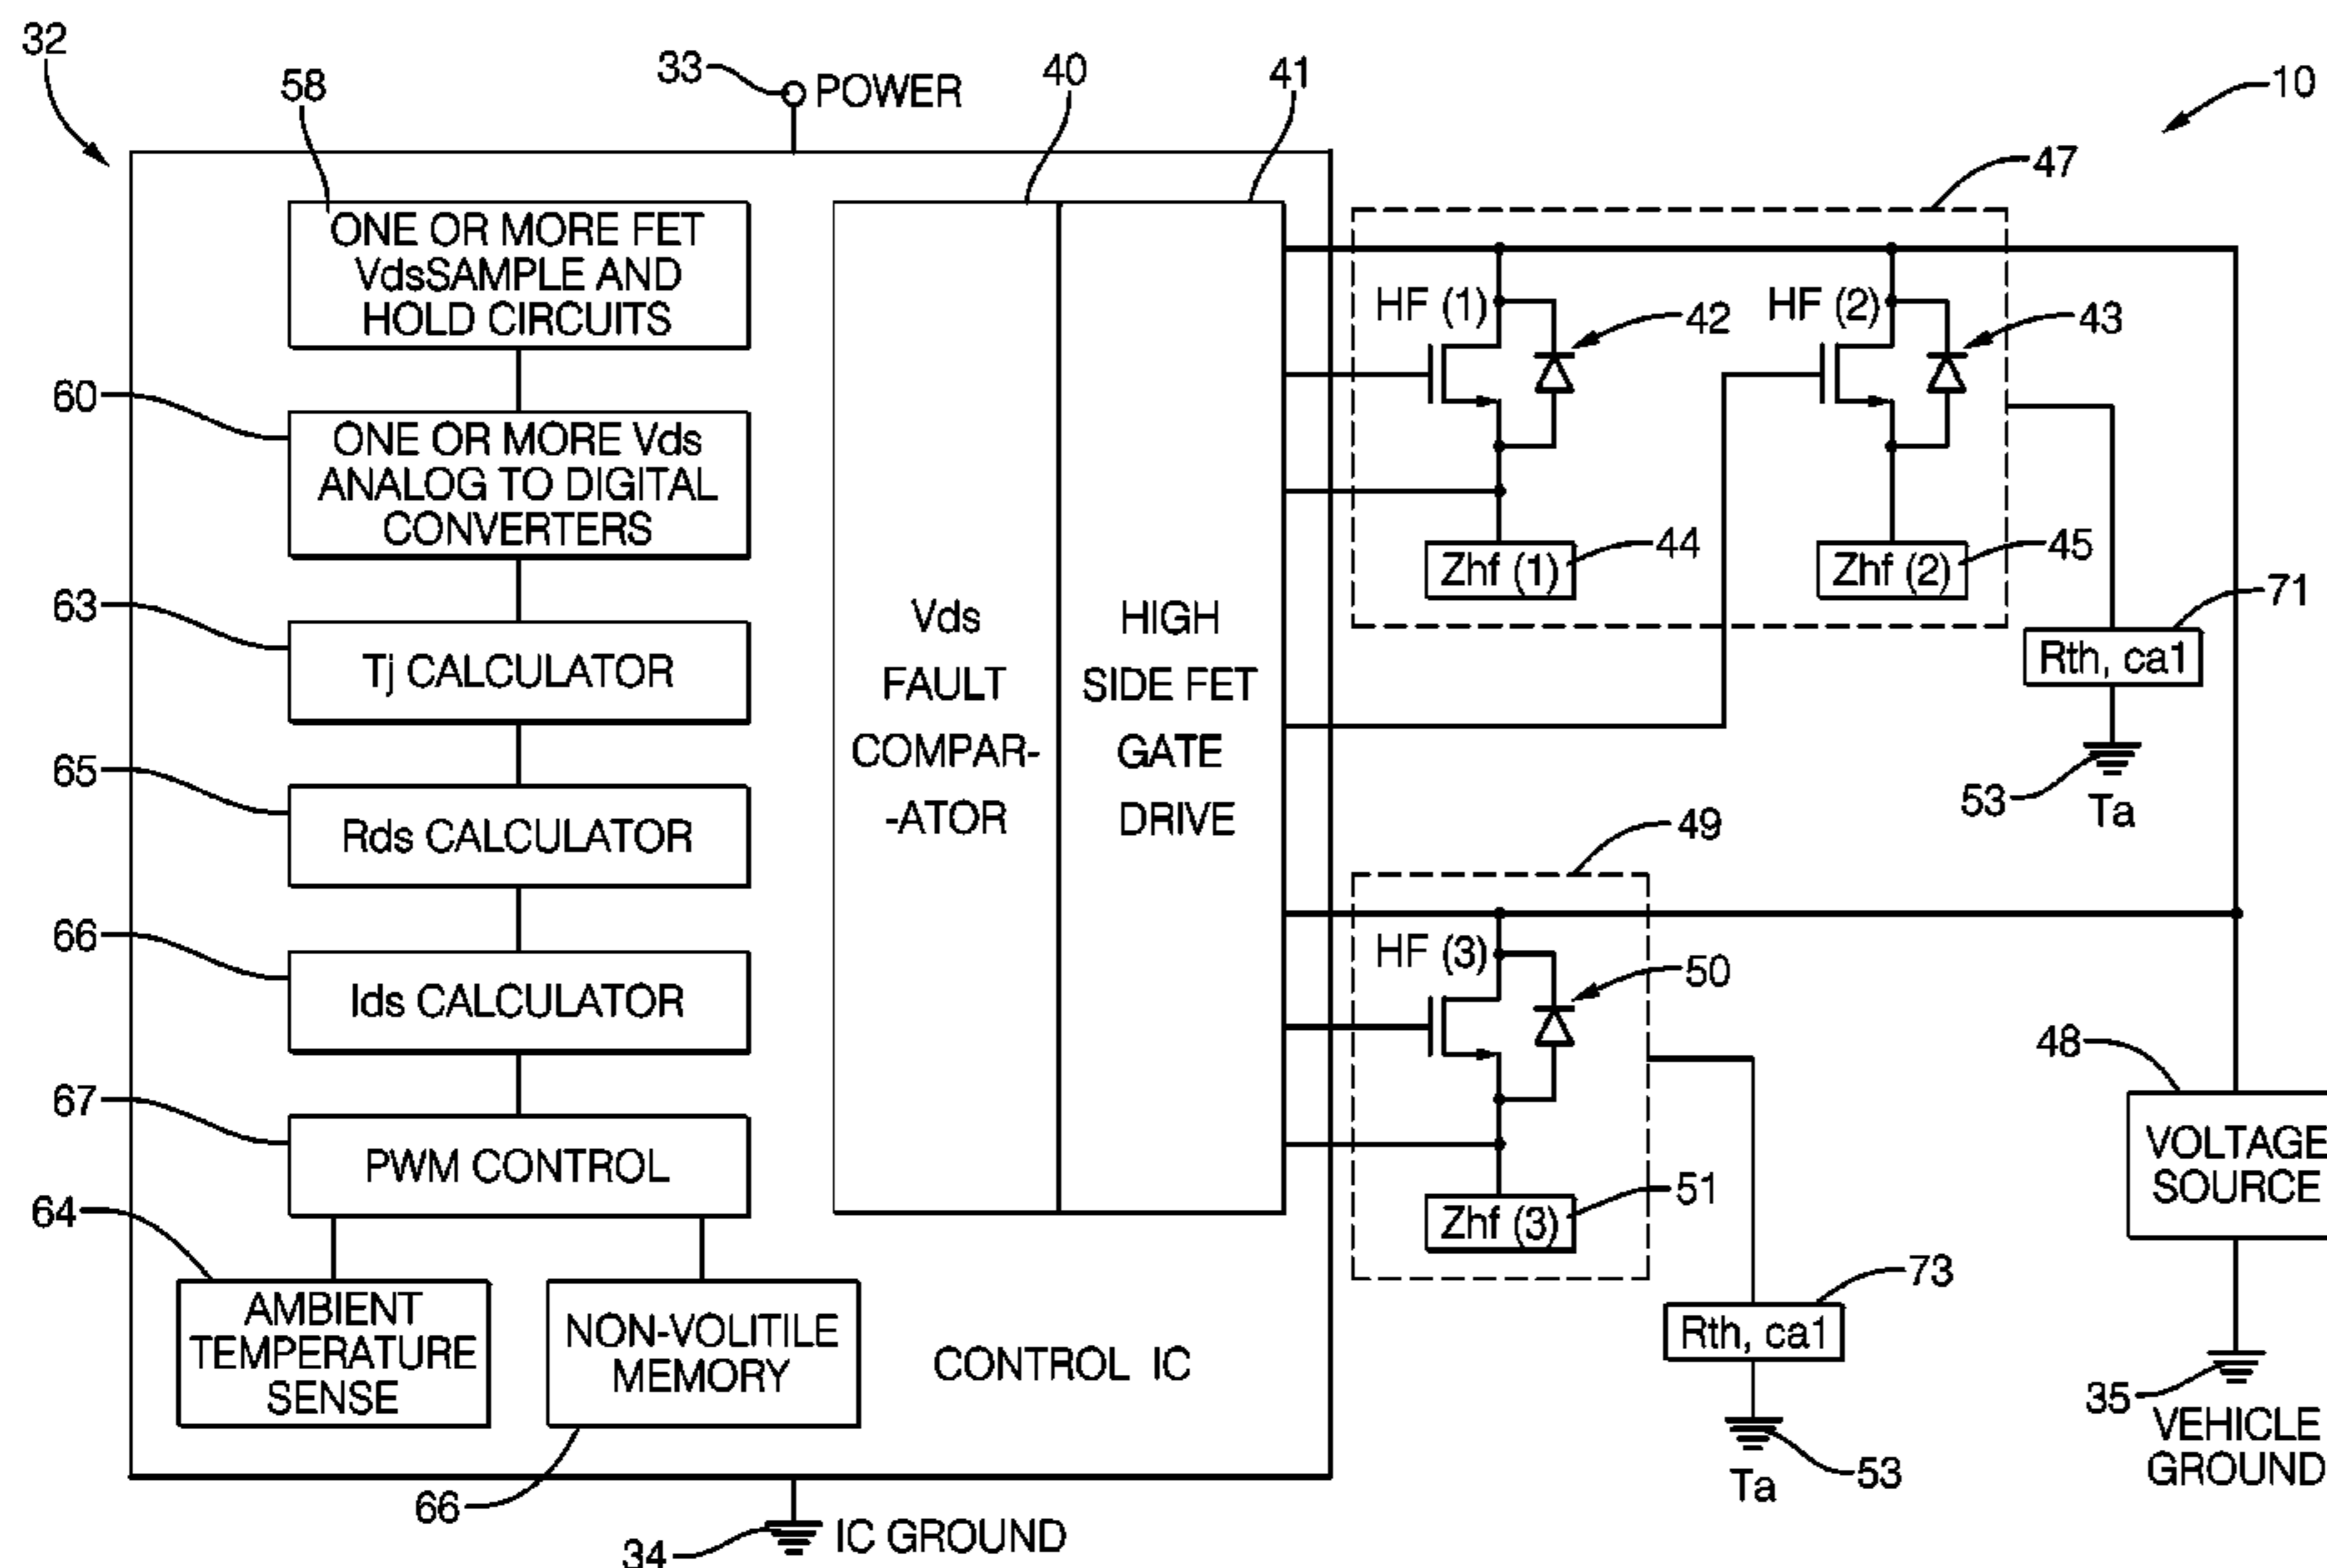 32
58
33
POWER
40
41
10
47
ONE OR MORE FET
VdsSAMPLE AND
HOLD CIRCUITS
HF (1)
42
HF (2)
43
60
ONE OR MORE Vds
ANALOG TO DIGITAL
CONVERTERS
Zhf (1)
44
Zhf (2)
45
63
Tj CALCULATOR
Vds
FAULT
COMPAR-
-ATOR
HIGH
SIDE FET
GATE
DRIVE
71
Rth, ca1
53
Ta
65
Rds CALCULATOR
49
66
Ids CALCULATOR
HF (3)
50
48
VOLTAGE
SOURCE
67
PWM CONTROL
Zhf (3)
51
64
AMBIENT
TEMPERATURE
SENSE
NON-VOLITILE
MEMORY
CONTROL IC
73
Rth, ca1
53
Ta
35
VEHICLE
GROUND
66
34
IC GROUND